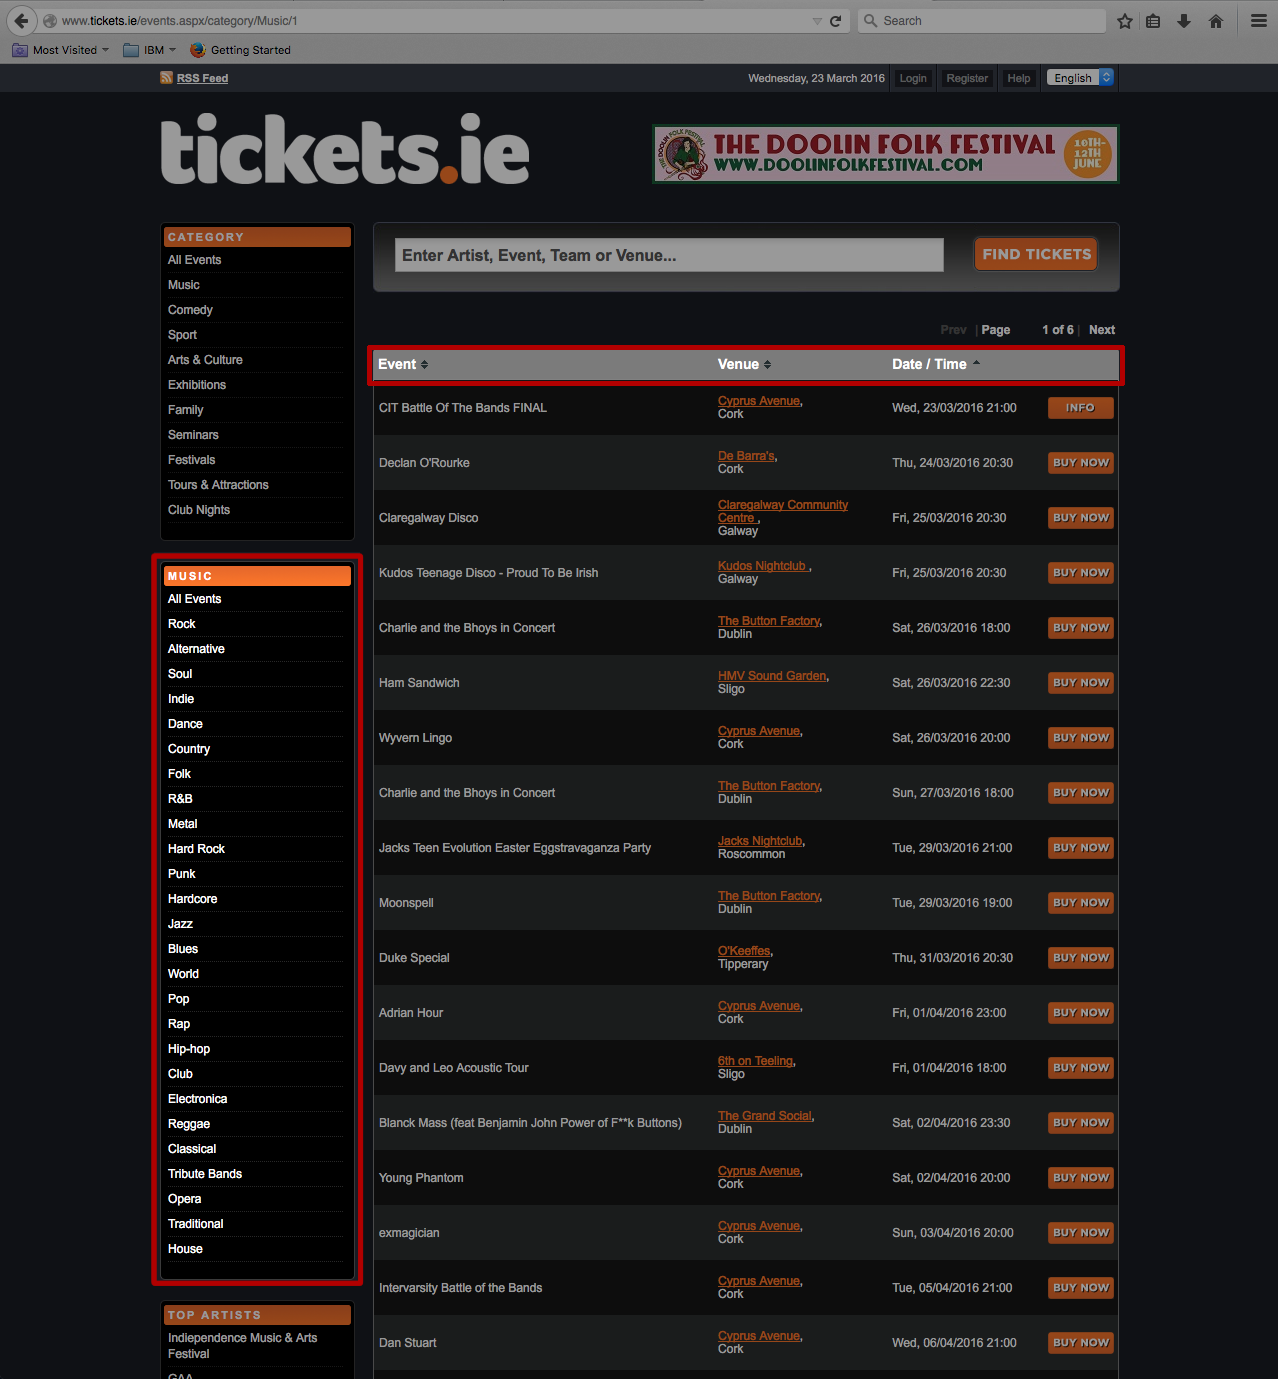 www.tickets.ie/events.aspx/category/Music/1
Search
Most Visited
IBM
Getting Started
RSS Feed
Wednesday, 23 March 2016
Login
Register
Help
English
tickets.ie
DOOLIN FOLK FESTIVAL
THE DOOLIN FOLK FESTIVAL
WWW.DOOLINFOLKFESTIVAL.COM
10TH-
12TH
JUNE
CATEGORY
All Events
Music
Comedy
Sport
Arts & Culture
Exhibitions
Family
Seminars
Festivals
Tours & Attractions
Club Nights
MUSIC
All Events
Rock
Alternative
Soul
Indie
Dance
Country
Folk
R&B
Metal
Hard Rock
Punk
Hardcore
Jazz
Blues
World
Pop
Rap
Hip-hop
Club
Electronica
Reggae
Classical
Tribute Bands
Opera
Traditional
House
TOP ARTISTS
Indiependence Music & Arts
Festival
GAA
Enter Artist, Event, Team or Venue...
FIND TICKETS
Prev | Page 1 of 6 | Next
Event Venue Date / Time
CIT Battle Of The Bands FINAL Cyprus Avenue, Wed, 23/03/2016 21:00 INFO
Cork
Declan O'Rourke De Barra's, Thu, 24/03/2016 20:30 BUY NOW
Cork
Claregalway Disco Claregalway Community Fri, 25/03/2016 20:30 BUY NOW
Centre ,
Galway
Kudos Teenage Disco - Proud To Be Irish Kudos Nightclub , Fri, 25/03/2016 20:30 BUY NOW
Galway
Charlie and the Bhoys in Concert The Button Factory, Sat, 26/03/2016 18:00 BUY NOW
Dublin
Ham Sandwich HMV Sound Garden, Sat, 26/03/2016 22:30 BUY NOW
Sligo
Wyvern Lingo Cyprus Avenue, Sat, 26/03/2016 20:00 BUY NOW
Cork
Charlie and the Bhoys in Concert The Button Factory, Sun, 27/03/2016 18:00 BUY NOW
Dublin
Jacks Teen Evolution Easter Eggstravaganza Party Jacks Nightclub, Tue, 29/03/2016 21:00 BUY NOW
Roscommon
Moonspell The Button Factory, Tue, 29/03/2016 19:00 BUY NOW
Dublin
Duke Special O'Keeffes, Thu, 31/03/2016 20:30 BUY NOW
Tipperary
Adrian Hour Cyprus Avenue, Fri, 01/04/2016 23:00 BUY NOW
Cork
Davy and Leo Acoustic Tour 6th on Teeling, Fri, 01/04/2016 18:00 BUY NOW
Sligo
Blanck Mass (feat Benjamin John Power of F**k Buttons) The Grand Social, Sat, 02/04/2016 23:30 BUY NOW
Dublin
Young Phantom Cyprus Avenue, Sat, 02/04/2016 20:00 BUY NOW
Cork
exmagician Cyprus Avenue, Sun, 03/04/2016 20:00 BUY NOW
Cork
Intervarsity Battle of the Bands Cyprus Avenue, Tue, 05/04/2016 21:00 BUY NOW
Cork
Dan Stuart Cyprus Avenue, Wed, 06/04/2016 21:00 BUY NOW
Cork